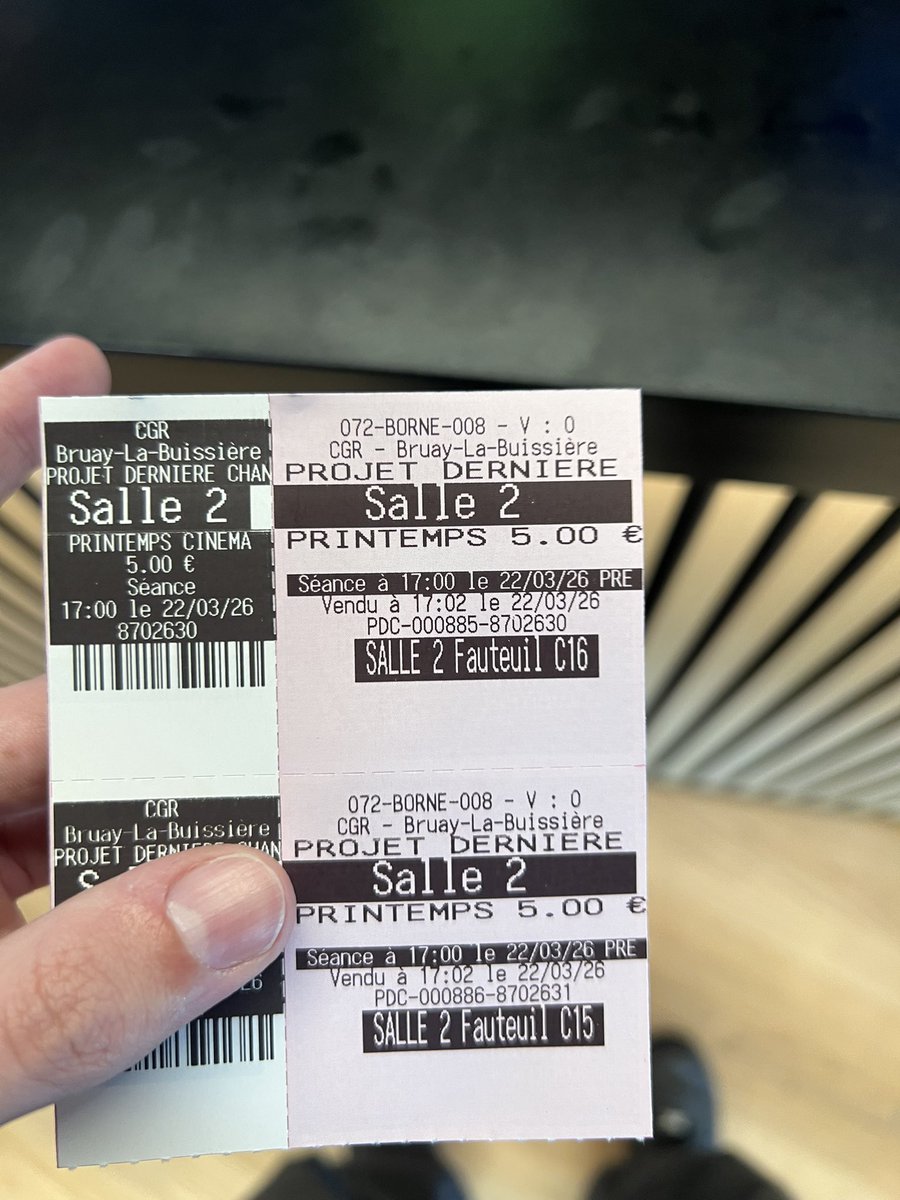 CGR
Bruay-La-Buissière
PROJET DERNIERE CHAN
Salle 2
PRINTEMPS CINEMA
5.00 €
Séance
17:00 le 22/03/26
8702630
072-BORNE-008 - V : 0
CGR - Bruay-La-Buissière
PROJET DERNIERE
Salle 2
PRINTEMPS 5.00 €
Séance à 17:00 le 22/03/26 PRE
Vendu à 17:02 le 22/03/26
PDC-000885-8702630
SALLE 2 Fauteuil C16
CGR
Bruay-La-Buissière
PROJET DERNIERE CHAN
072-BORNE-008 - V : 0
CGR - Bruay-La-Buissière
PROJET DERNIERE
Salle 2
PRINTEMPS 5.00 €
Séance à 17:00 le 22/03/26 PRE
Vendu à 17:02 le 22/03/26
PDC-000886-8702631
SALLE 2 Fauteuil C15